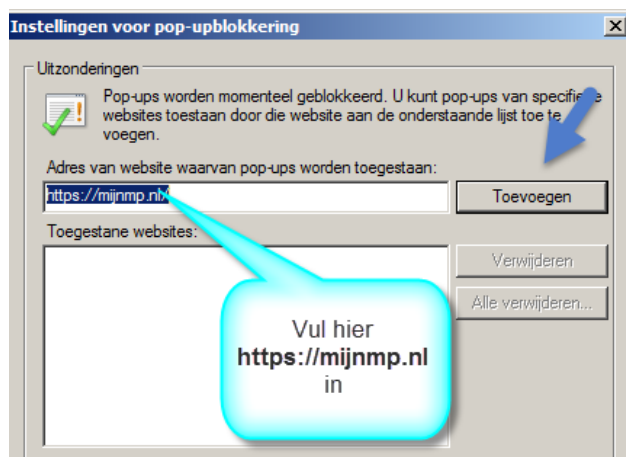 Instellingen voor pop-upblokkering
Uitzonderingen
Pop-ups worden momenteel geblokkeerd. U kunt pop-ups van specifieke
websites toestaan door die website aan de onderstaande lijst toe te
voegen.
Adres van website waarvan pop-ups worden toegestaan:
https://mijnmp.nl/
Toevoegen
Toegestane websites:
Verwijderen
Alle verwijderen...
Vul hier
https://mijnmp.nl
in